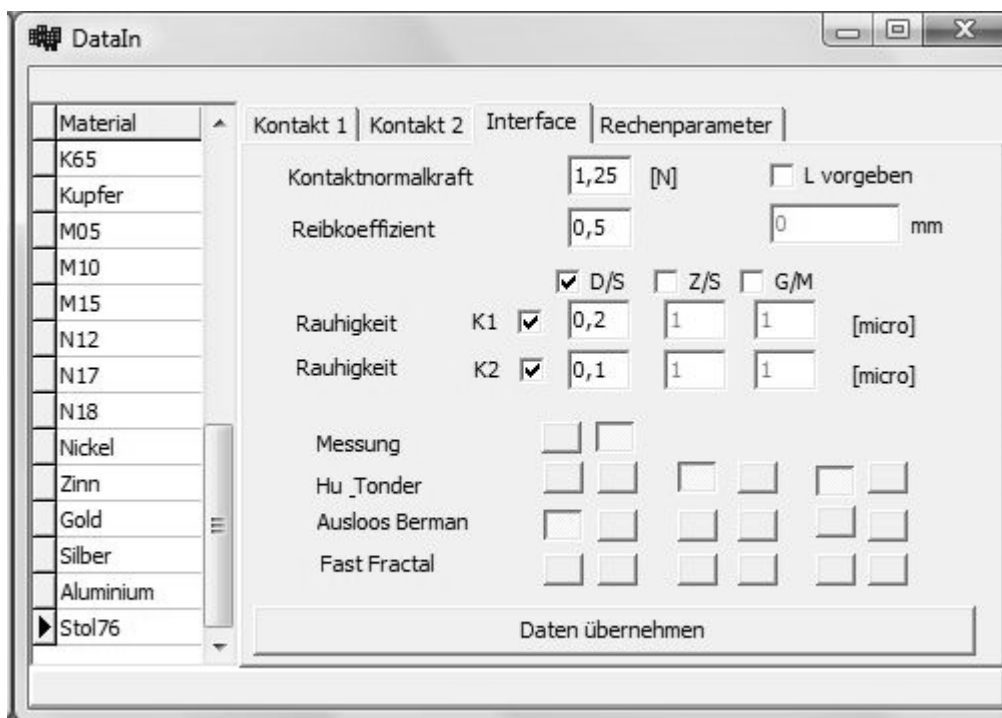 DataIn
Material
K65
Kupfer
M05
M10
M15
N12
N17
N18
Nickel
Zinn
Gold
Silber
Aluminium
Stol76
Kontakt 1 Kontakt 2 Interface Rechenparameter
Kontaktnormalkraft 1,25 [N] L vorgeben
Reibkoeffizient 0,5 0 mm
D/S Z/S G/M
Rauhigkeit K1 0,2 1 1 [micro]
Rauhigkeit K2 0,1 1 1 [micro]
Messung
Hu _Tonder
Ausloos Berman
Fast Fractal
Daten übernehmen